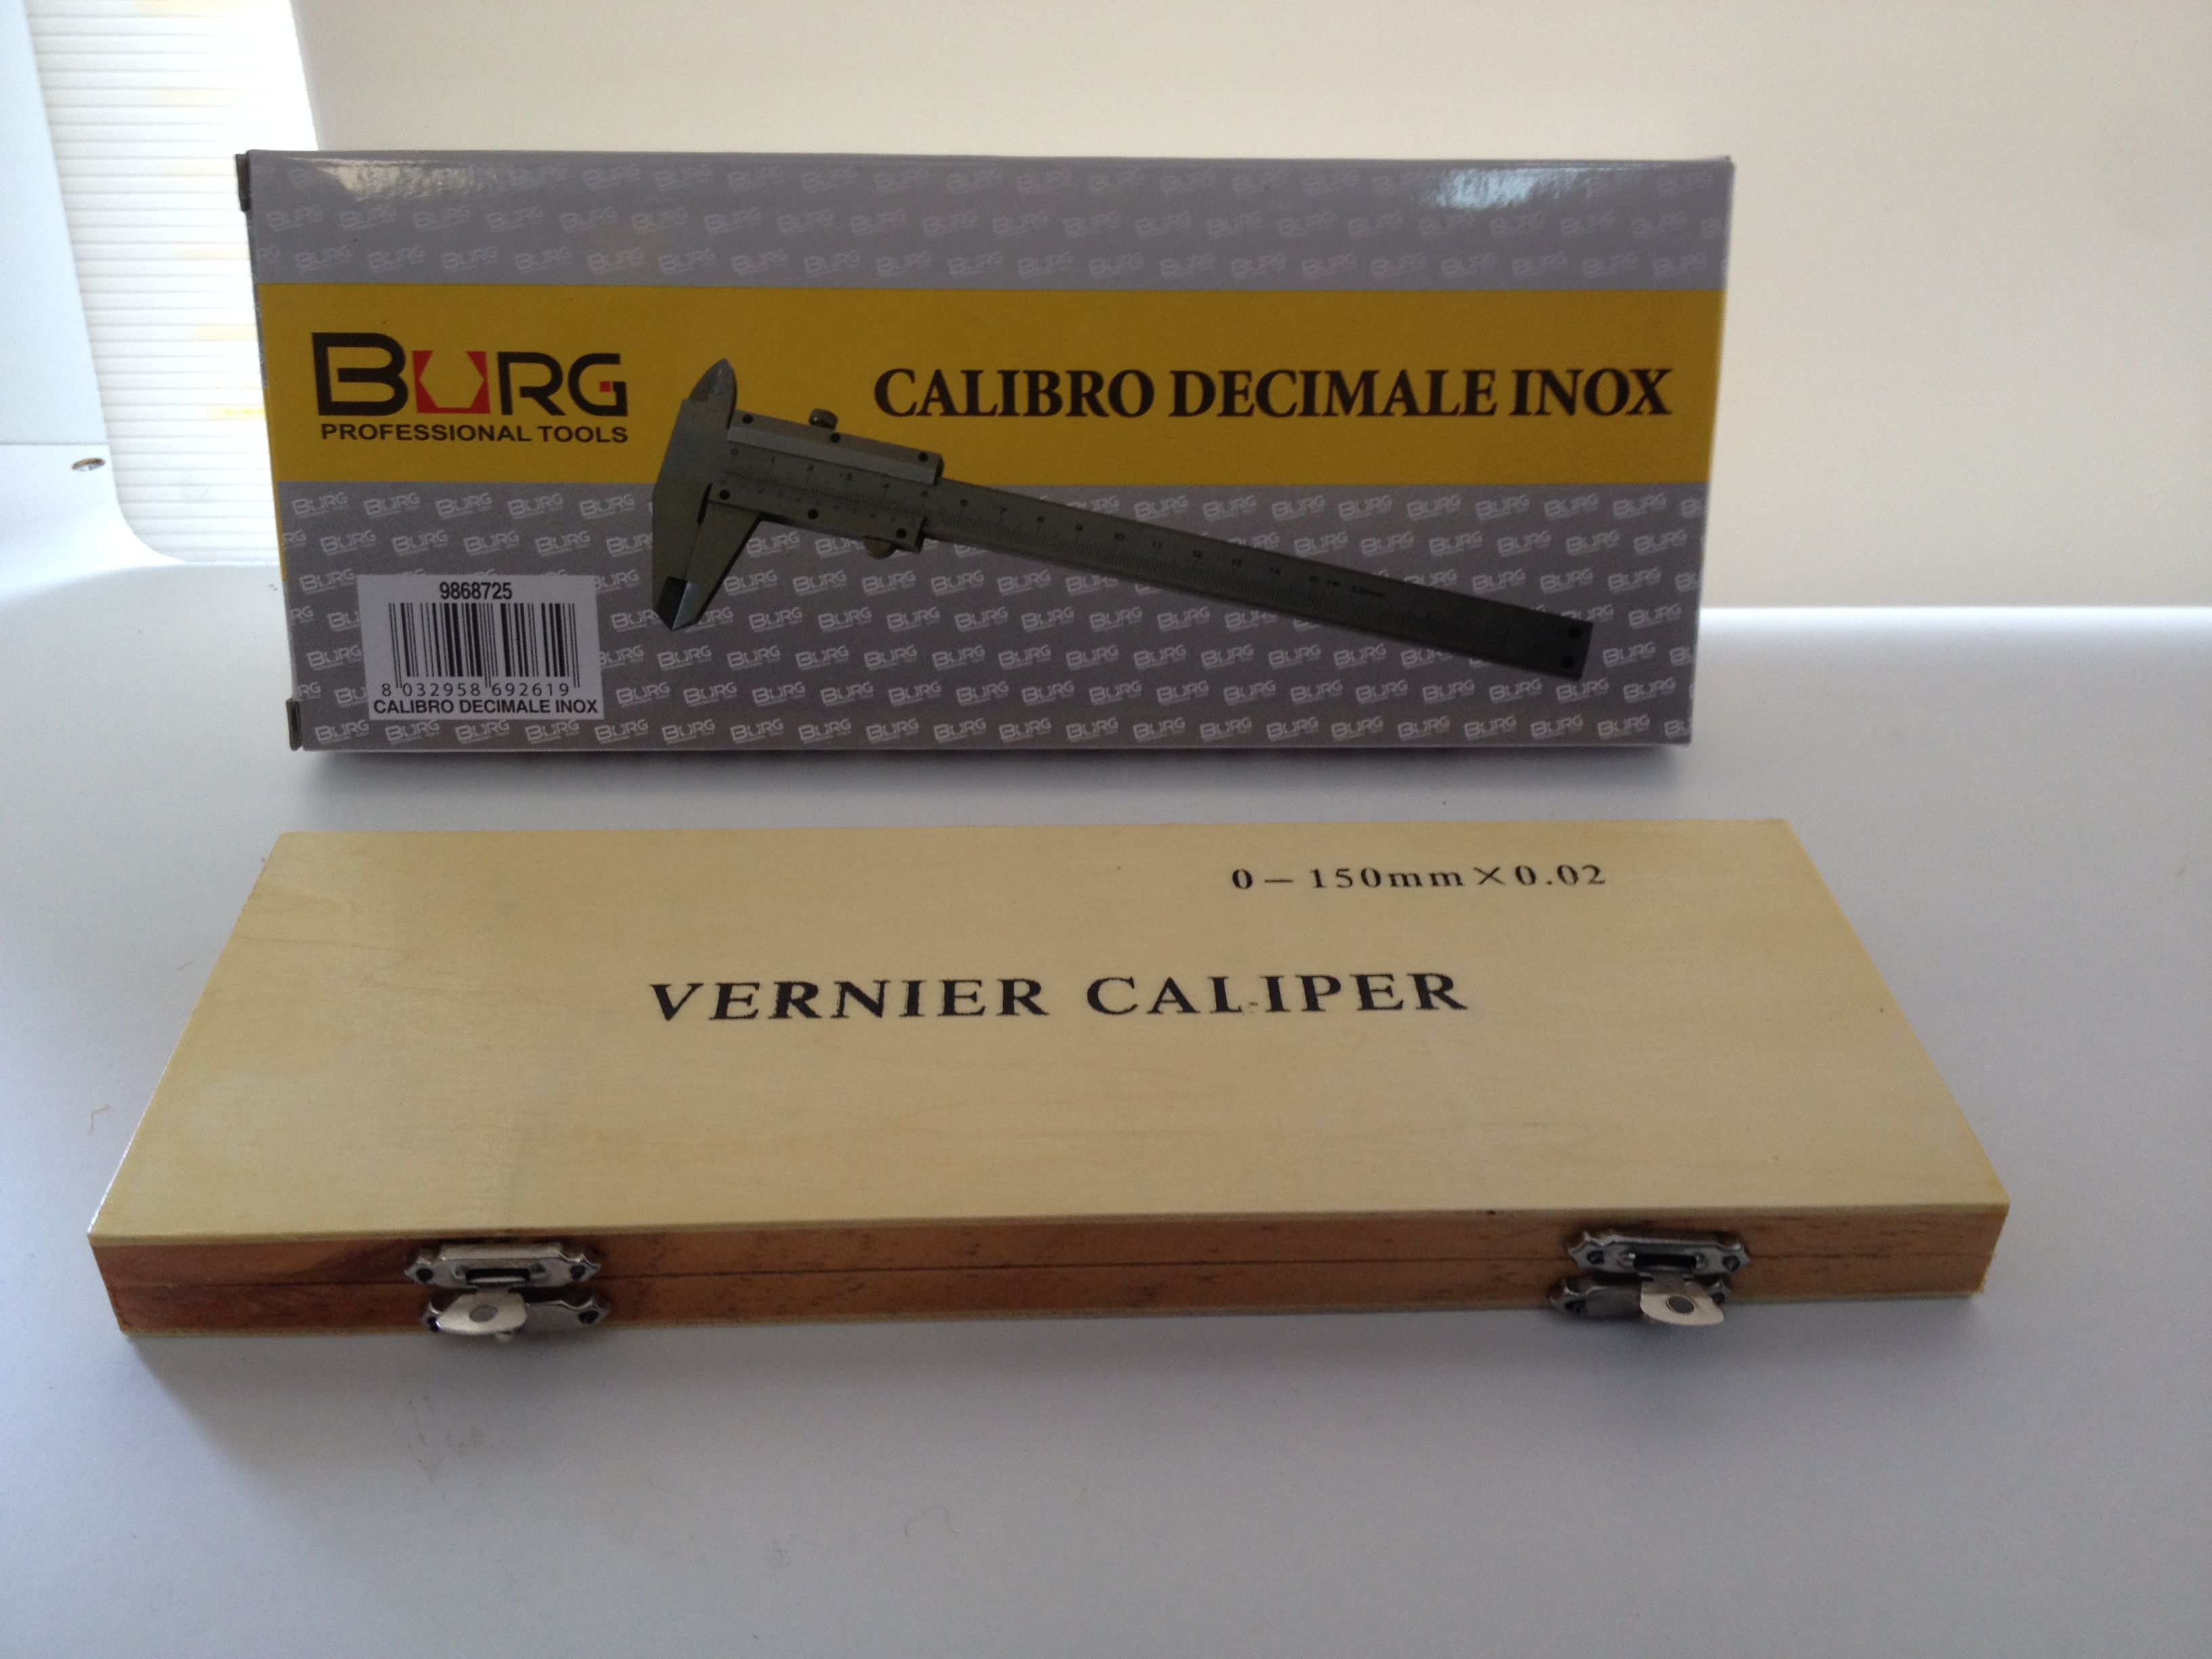 BURG
PROFESSIONAL TOOLS
CALIBRO DECIMALE INOX
9868725
8 032958 692619
CALIBRO DECIMALE INOX
0-150mm×0.02
VERNIER CALIPER